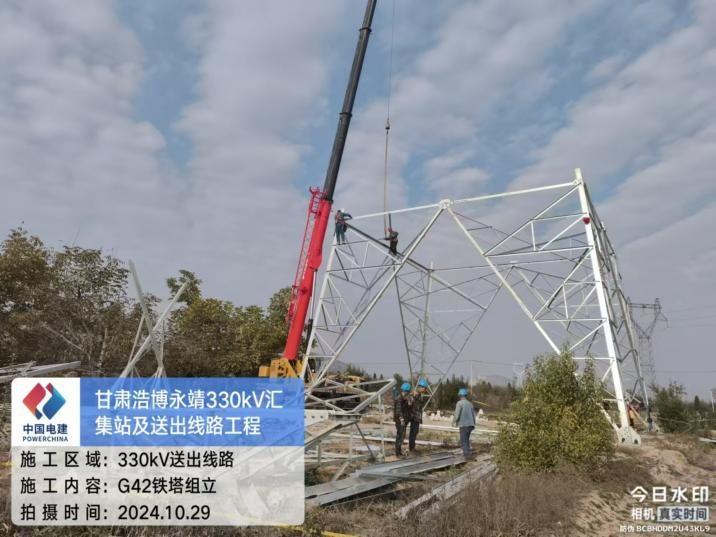 中国电建
POWERCHINA
甘肃浩博永靖330kV汇
集站及送出线路工程
施工区域：330kV送出线路
施工内容：G42铁塔组立
拍摄时间：2024.10.29
今日水印
相机 真实时间
防伪 BCBHDDM2U43KL9